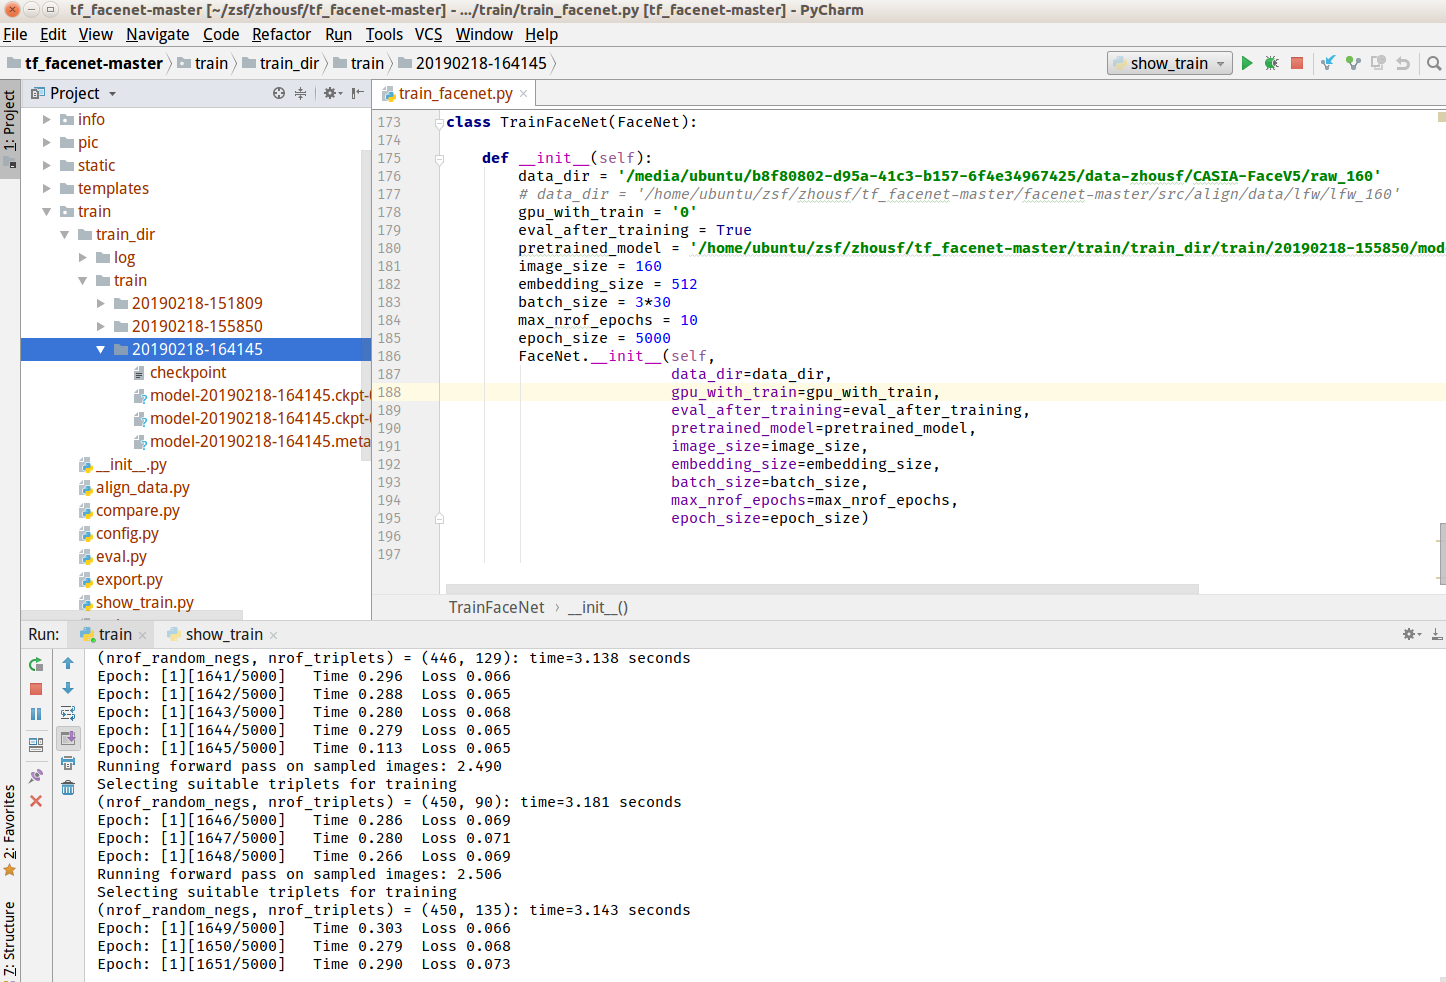 tf_facenet-master [~/zsf/zhousf/tf_facenet-master] - .../train/train_facenet.py [tf_facenet-master] - PyCharm
File Edit View Navigate Code Refactor Run Tools VCS Window Help
tf_facenet-master train train_dir train 20190218-164145 show_train
1: Project
Project
info
pic
static
templates
train
train_dir
log
train
20190218-151809
20190218-155850
20190218-164145
checkpoint
model-20190218-164145.ckpt-
model-20190218-164145.ckpt-
model-20190218-164145.meta
__init__.py
align_data.py
compare.py
config.py
eval.py
export.py
show_train.py
train_facenet.py
173 class TrainFaceNet(FaceNet):
174
175 def __init__(self):
176 data_dir = '/media/ubuntu/b8f80802-d95a-41c3-b157-6f4e34967425/data-zhousf/CASIA-FaceV5/raw_160'
177 # data_dir = '/home/ubuntu/zsf/zhousf/tf_facenet-master/facenet-master/src/align/data/lfw/lfw_160'
178 gpu_with_train = '0'
179 eval_after_training = True
180 pretrained_model = '/home/ubuntu/zsf/zhousf/tf_facenet-master/train/train_dir/train/20190218-155850/mod
181 image_size = 160
182 embedding_size = 512
183 batch_size = 3*30
184 max_nrof_epochs = 10
185 epoch_size = 5000
186 FaceNet.__init__(self,
187 data_dir=data_dir,
188 gpu_with_train=gpu_with_train,
189 eval_after_training=eval_after_training,
190 pretrained_model=pretrained_model,
191 image_size=image_size,
192 embedding_size=embedding_size,
193 batch_size=batch_size,
194 max_nrof_epochs=max_nrof_epochs,
195 epoch_size=epoch_size)
196
197
TrainFaceNet › __init__()
Run: train show_train
(nrof_random_negs, nrof_triplets) = (446, 129): time=3.138 seconds
Epoch: [1][1641/5000] Time 0.296 Loss 0.066
Epoch: [1][1642/5000] Time 0.288 Loss 0.065
Epoch: [1][1643/5000] Time 0.280 Loss 0.068
Epoch: [1][1644/5000] Time 0.279 Loss 0.065
Epoch: [1][1645/5000] Time 0.113 Loss 0.065
Running forward pass on sampled images: 2.490
Selecting suitable triplets for training
(nrof_random_negs, nrof_triplets) = (450, 90): time=3.181 seconds
Epoch: [1][1646/5000] Time 0.286 Loss 0.069
Epoch: [1][1647/5000] Time 0.280 Loss 0.071
Epoch: [1][1648/5000] Time 0.266 Loss 0.069
Running forward pass on sampled images: 2.506
Selecting suitable triplets for training
(nrof_random_negs, nrof_triplets) = (450, 135): time=3.143 seconds
Epoch: [1][1649/5000] Time 0.303 Loss 0.066
Epoch: [1][1650/5000] Time 0.279 Loss 0.068
Epoch: [1][1651/5000] Time 0.290 Loss 0.073
2: Favorites
7: Structure